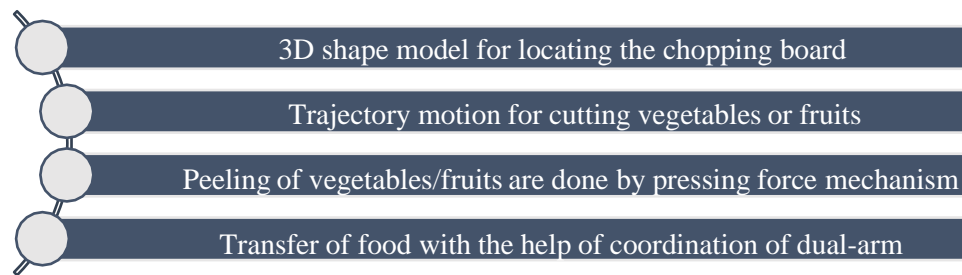 3D shape model for locating the chopping board
Trajectory motion for cutting vegetables or fruits
Peeling of vegetables/fruits are done by pressing force mechanism
Transfer of food with the help of coordination of dual-arm